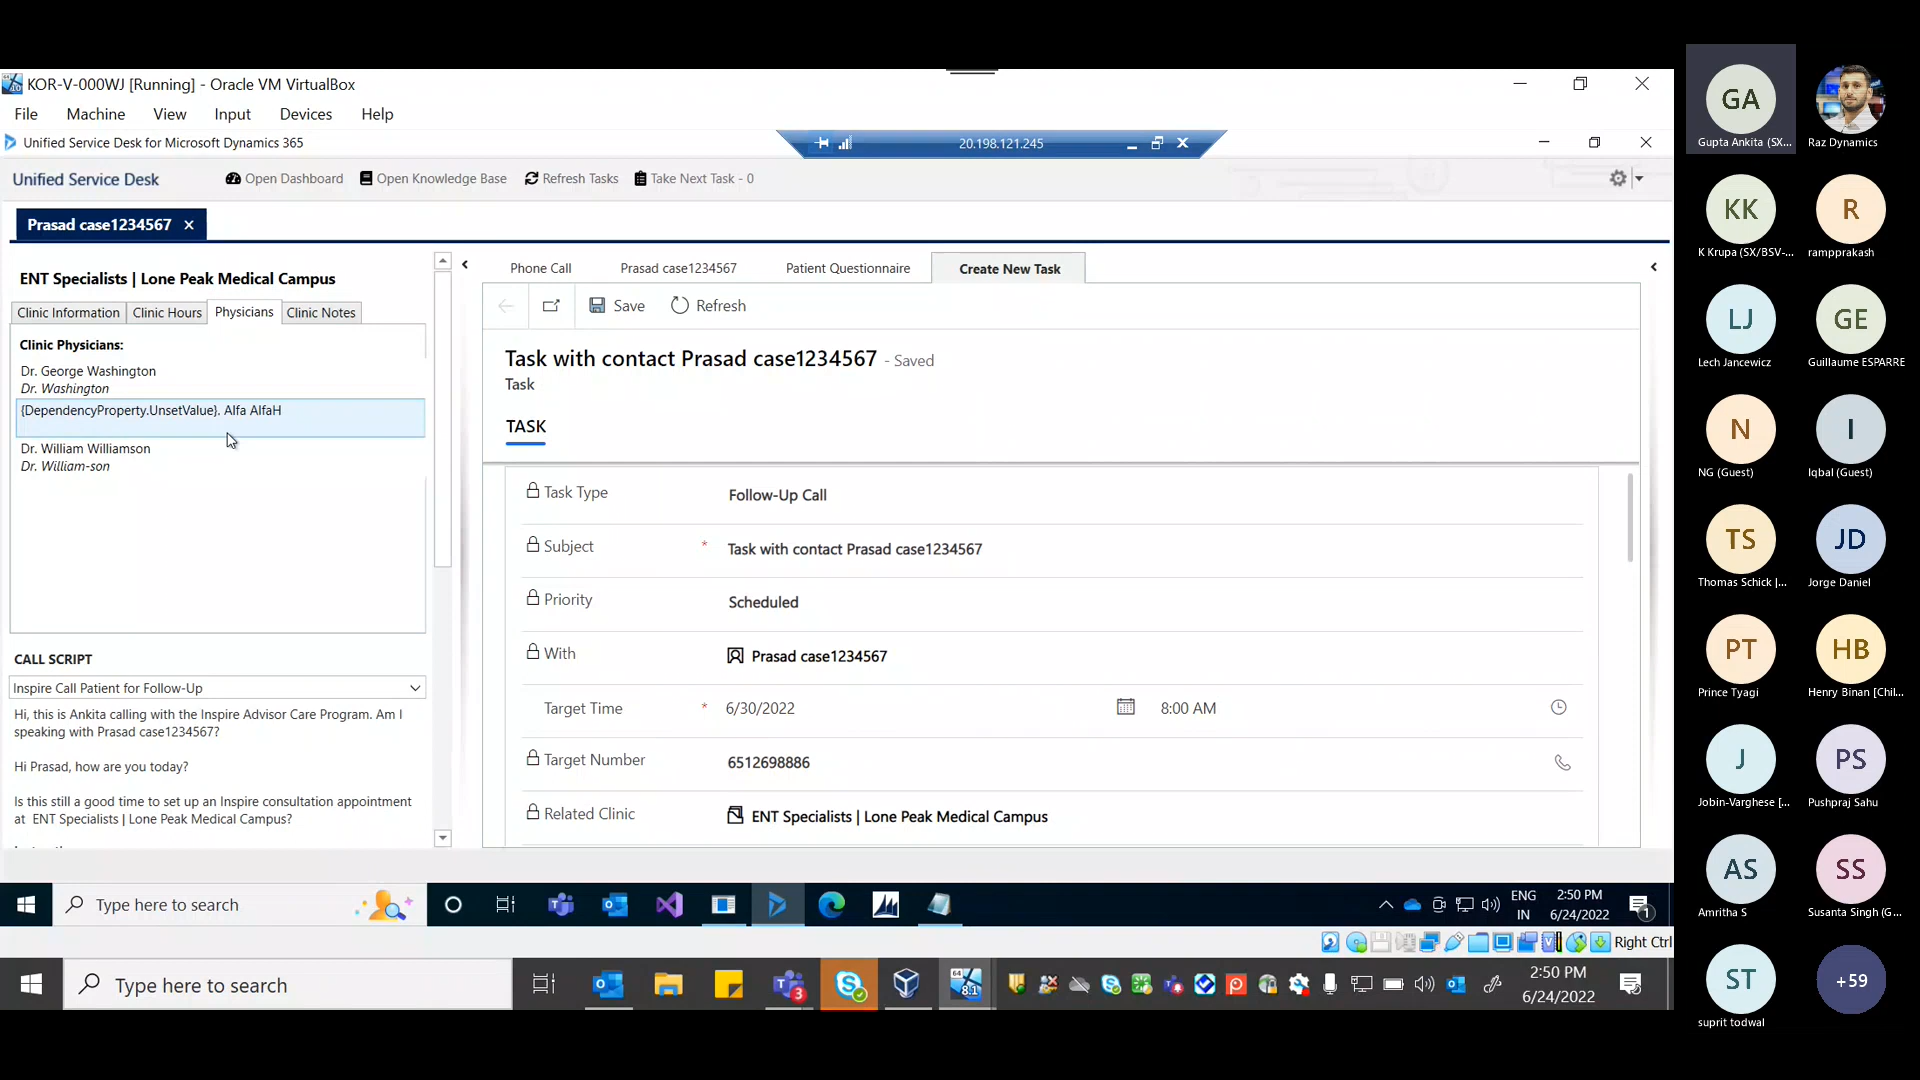 KOR-V-000WJ [Running] - Oracle VM VirtualBox
File Machine View Input Devices Help
Unified Service Desk for Microsoft Dynamics 365
20.198.121.245
Unified Service Desk
Open Dashboard
Open Knowledge Base
Refresh Tasks
Take Next Task - 0
Prasad case1234567
ENT Specialists | Lone Peak Medical Campus
Clinic Information
Clinic Hours
Physicians
Clinic Notes
Clinic Physicians:
Dr. George Washington
Dr. Washington
{DependencyProperty.UnsetValue}. Alfa AlfaH
Dr. William Williamson
Dr. William-son
CALL SCRIPT
Inspire Call Patient for Follow-Up
Hi, this is Ankita calling with the Inspire Advisor Care Program. Am I
speaking with Prasad case1234567?
Hi Prasad, how are you today?
Is this still a good time to set up an Inspire consultation appointment
at ENT Specialists | Lone Peak Medical Campus?
Phone Call
Prasad case1234567
Patient Questionnaire
Create New Task
Save
Refresh
Task with contact Prasad case1234567 - Saved
Task
TASK
Task Type Follow-Up Call
Subject * Task with contact Prasad case1234567
Priority Scheduled
With Prasad case1234567
Target Time * 6/30/2022 8:00 AM
Target Number 6512698886
Related Clinic ENT Specialists | Lone Peak Medical Campus
Type here to search
ENG
IN
2:50 PM
6/24/2022
1
Right Ctrl
Type here to search
3
64
8.1
2:50 PM
6/24/2022
GA
Gupta Ankita (SX...
Raz Dynamics
KK
K Krupa (SX/BSV-...
R
rampprakash
LJ
Lech Jancewicz
GE
Guillaume ESPARRE
N
NG (Guest)
I
Iqbal (Guest)
TS
Thomas Schick |...
JD
Jorge Daniel
PT
Prince Tyagi
HB
Henry Binan [Chil...
J
Jobin-Varghese [...
PS
Pushpraj Sahu
AS
Amritha S
SS
Susanta Singh (G...
ST
suprit todwal
+59